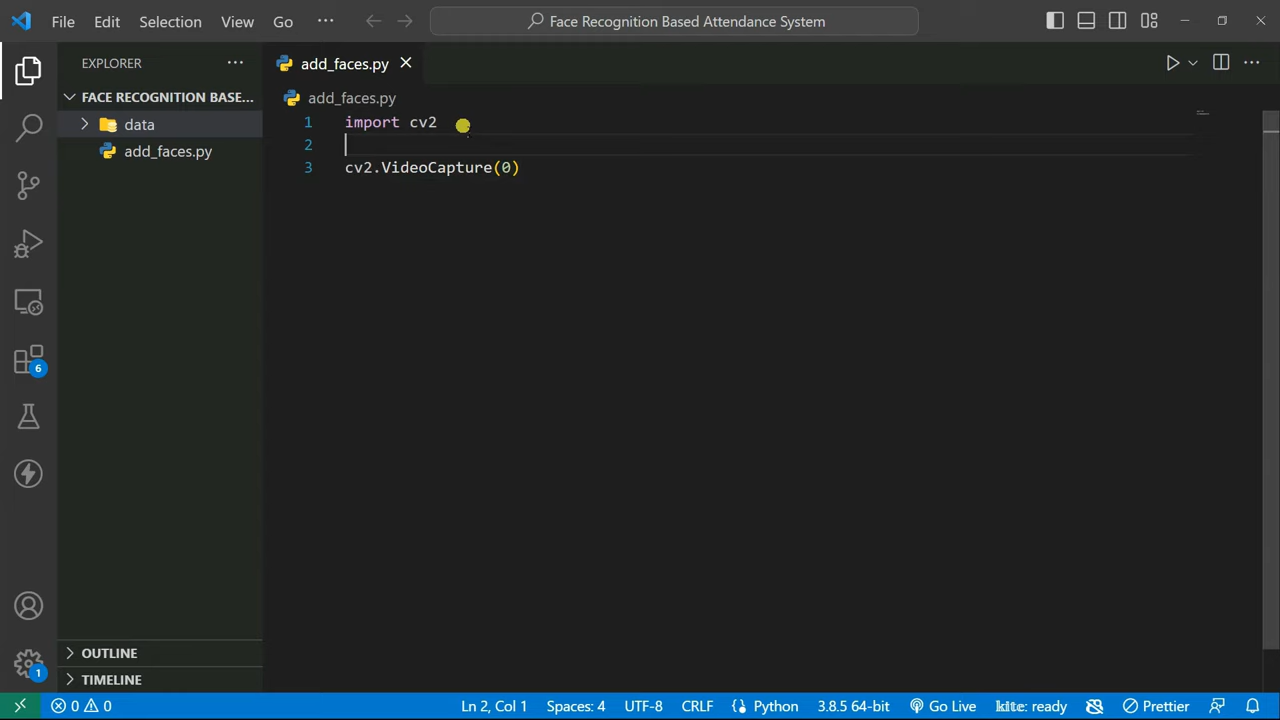 File Edit Selection View Go ··· Face Recognition Based Attendance System
EXPLORER ···
add_faces.py
FACE RECOGNITION BASE...
data
add_faces.py
add_faces.py
1 import cv2
2
3 cv2.VideoCapture(0)
6
1
OUTLINE
TIMELINE
0 0 Ln 2, Col 1 Spaces: 4 UTF-8 CRLF Python 3.8.5 64-bit Go Live kite: ready Prettier